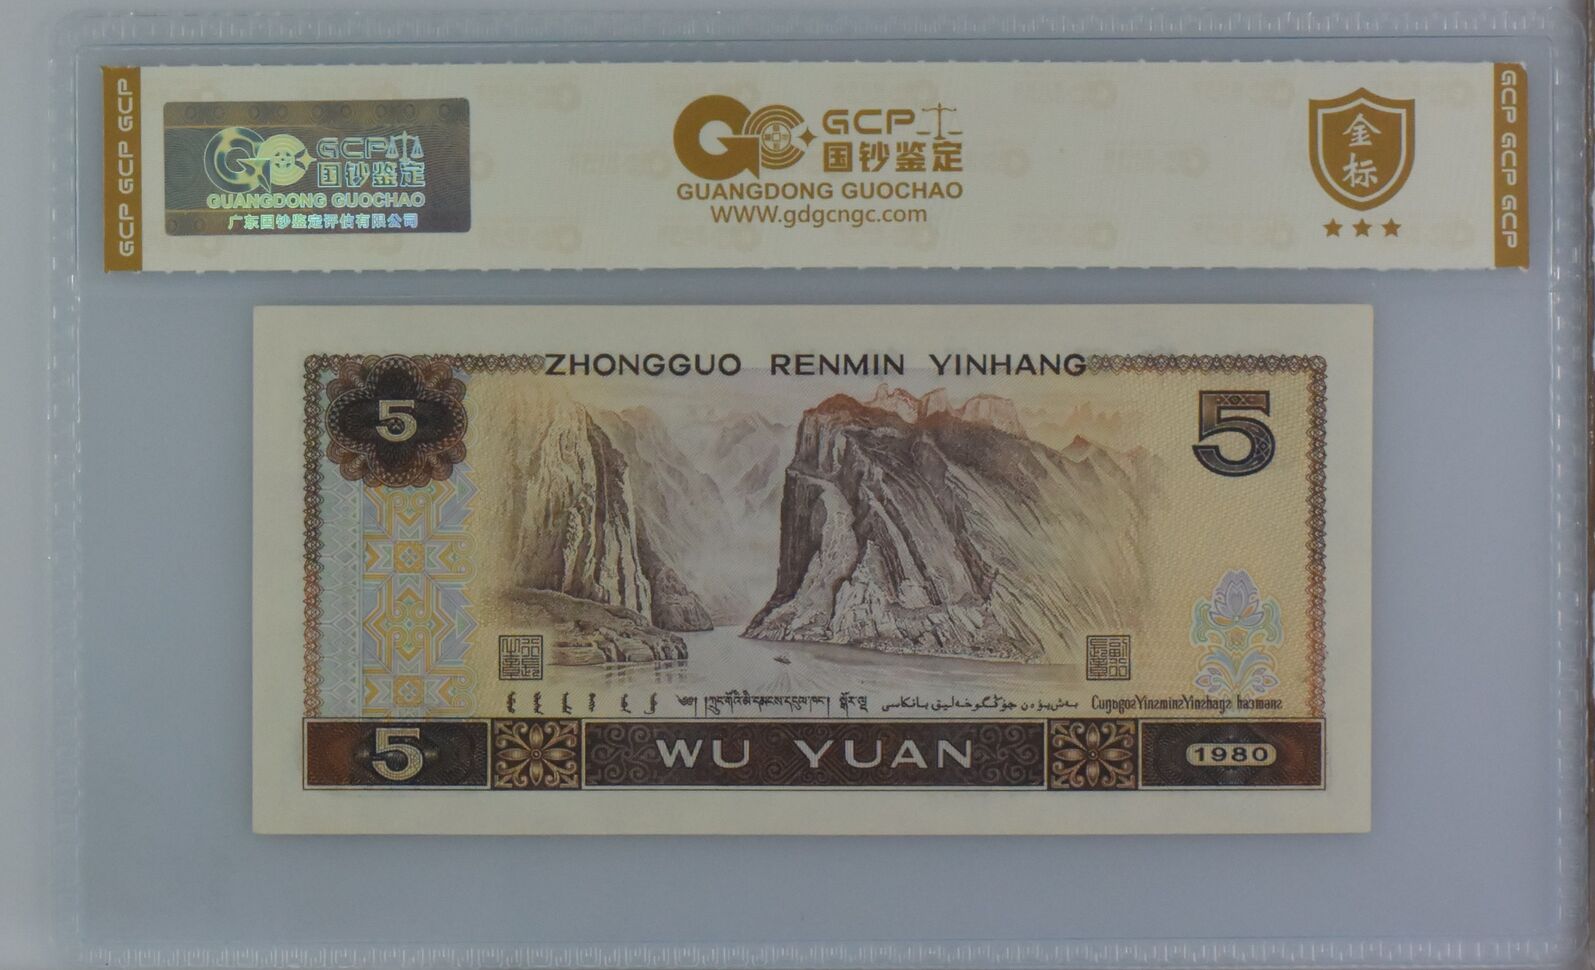 GCP GCP GCP
GCP
国钞鉴定
GUANGDONG GUOCHAO
广东国钞鉴定评估有限公司
GCP
国钞鉴定
GUANGDONG GUOCHAO
WWW.gdgcngc.com
金
标
GCP GCP GCP
ZHONGGUO RENMIN YINHANG
5
5
5
WU YUAN
1980